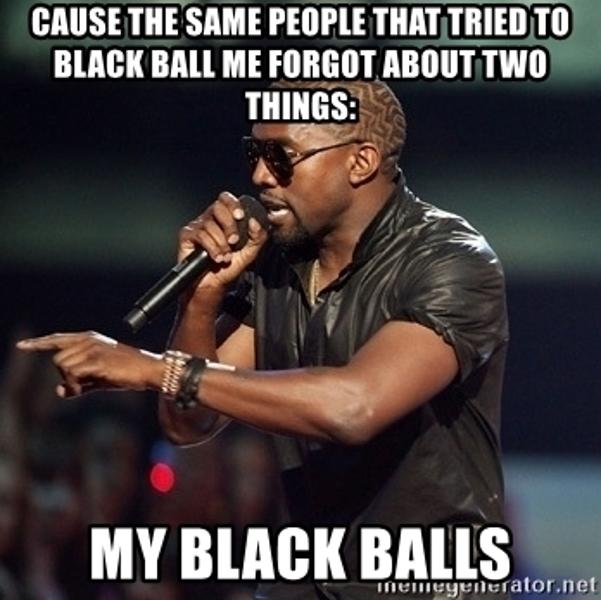 CAUSE THE SAME PEOPLE THAT TRIED TO
BLACK BALL ME FORGOT ABOUT TWO
THINGS:
MY BLACK BALLS
memegenerator.net